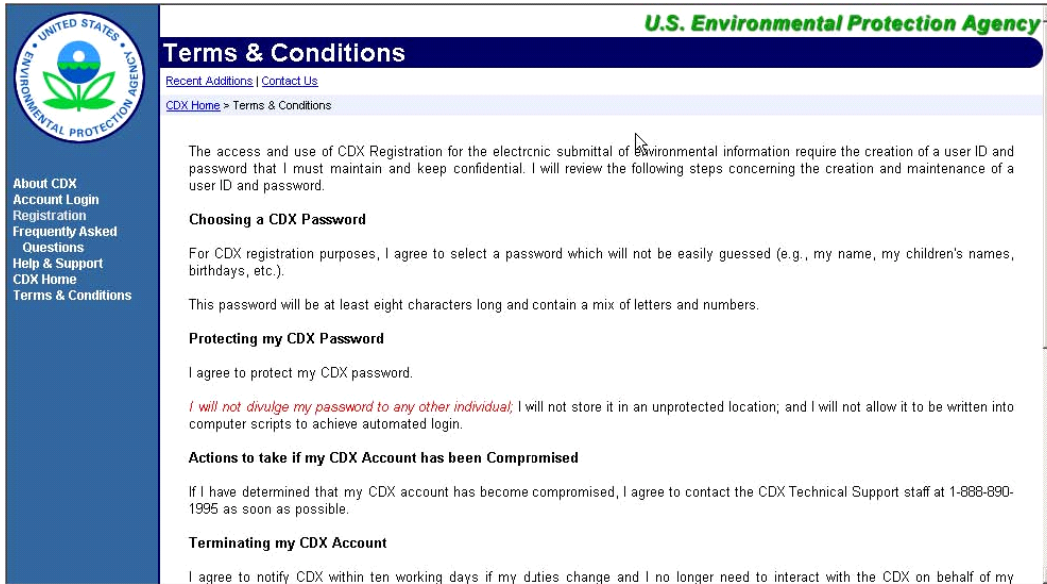 UNITED STATES
ENVIRONMENTAL PROTECTION AGENCY
U.S. Environmental Protection Agency
Terms & Conditions
Recent Additions | Contact Us
CDX Home > Terms & Conditions
About CDX
Account Login
Registration
Frequently Asked
Questions
Help & Support
CDX Home
Terms & Conditions
The access and use of CDX Registration for the electronic submittal of environmental information require the creation of a user ID and
password that I must maintain and keep confidential. I will review the following steps concerning the creation and maintenance of a
user ID and password.
Choosing a CDX Password
For CDX registration purposes, I agree to select a password which will not be easily guessed (e.g., my name, my children's names,
birthdays, etc.).
This password will be at least eight characters long and contain a mix of letters and numbers.
Protecting my CDX Password
I agree to protect my CDX password.
I will not divulge my password to any other individual; I will not store it in an unprotected location; and I will not allow it to be written into
computer scripts to achieve automated login.
Actions to take if my CDX Account has been Compromised
If I have determined that my CDX account has become compromised, I agree to contact the CDX Technical Support staff at 1-888-890-
1995 as soon as possible.
Terminating my CDX Account
I agree to notify CDX within ten working days if my duties change and I no longer need to interact with the CDX on behalf of my